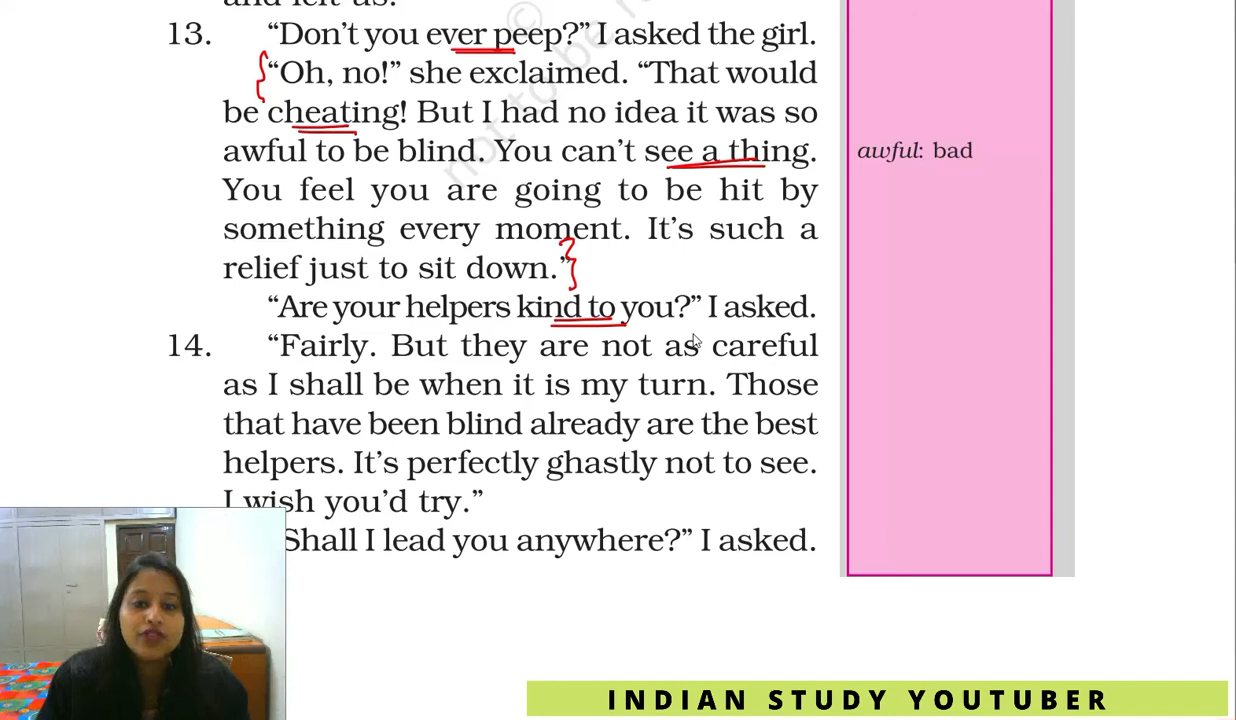 and left us.
13. “Don’t you ever peep?” I asked the girl.
“Oh, no!” she exclaimed. “That would
be cheating! But I had no idea it was so
awful to be blind. You can’t see a thing.
You feel you are going to be hit by
something every moment. It’s such a
relief just to sit down.”
“Are your helpers kind to you?” I asked.
14. “Fairly. But they are not as careful
as I shall be when it is my turn. Those
that have been blind already are the best
helpers. It’s perfectly ghastly not to see.
I wish you’d try.”
Shall I lead you anywhere?” I asked.
awful: bad
© not to be re
INDIAN STUDY YOUTUBER